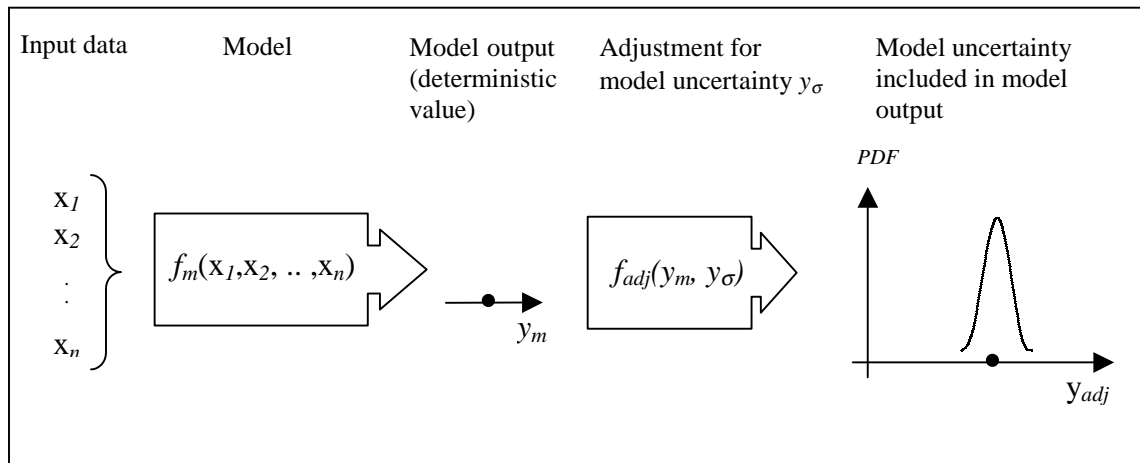 Input data
Model
Model output
(deterministic
value)
Adjustment for
model uncertainty yσ
Model uncertainty
included in model
output
PDF
x1
x2
.
.
xn
fm(x1,x2, .. ,xn)
ym
fadj(ym, yσ)
yadj